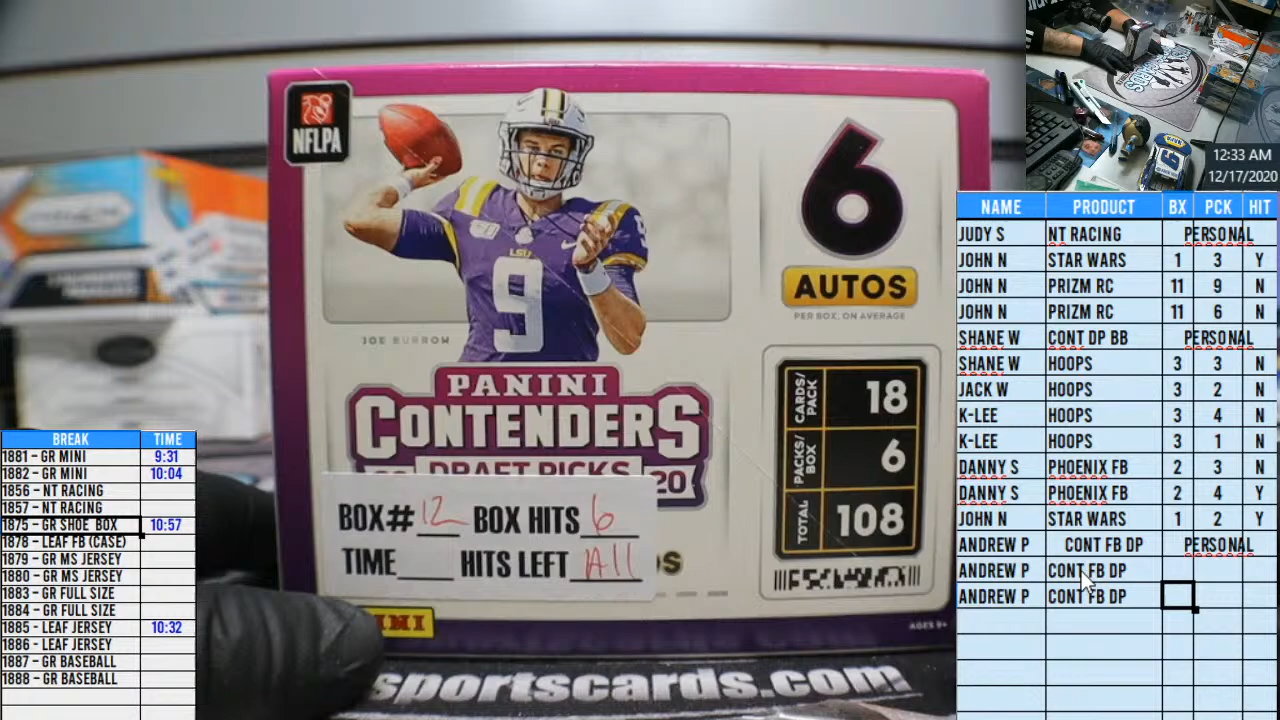 NFLPA
LSU
9
JOE BURROW
6
AUTOS
PER BOX, ON AVERAGE
PANINI
CONTENDERS
DRAFT PICKS
20
CARDS/PACK 18
PACKS/BOX 6
TOTAL 108
BOX# 12 BOX HITS 6
TIME___ HITS LEFT All
AGES 9+
sportscards.com
12:33 AM
12/17/2020
NAME PRODUCT BX PCK HIT
JUDY S NT RACING PERSONAL
JOHN N STAR WARS 1 3 Y
JOHN N PRIZM RC 11 9 N
JOHN N PRIZM RC 11 6 N
SHANE W CONT DP BB PERSONAL
SHANE W HOOPS 3 3 N
JACK W HOOPS 3 2 N
K-LEE HOOPS 3 4 N
K-LEE HOOPS 3 1 N
DANNY S PHOENIX FB 2 3 N
DANNY S PHOENIX FB 2 4 Y
JOHN N STAR WARS 1 2 Y
ANDREW P CONT FB DP PERSONAL
ANDREW P CONT FB DP
ANDREW P CONT FB DP
BREAK TIME
1881 - GR MINI 9:31
1882 - GR MINI 10:04
1856 - NT RACING
1857 - NT RACING
1875 - GR SHOE BOX 10:57
1878 - LEAF FB (CASE)
1879 - GR MS JERSEY
1880 - GR MS JERSEY
1883 - GR FULL SIZE
1884 - GR FULL SIZE
1885 - LEAF JERSEY 10:32
1886 - LEAF JERSEY
1887 - GR BASEBALL
1888 - GR BASEBALL